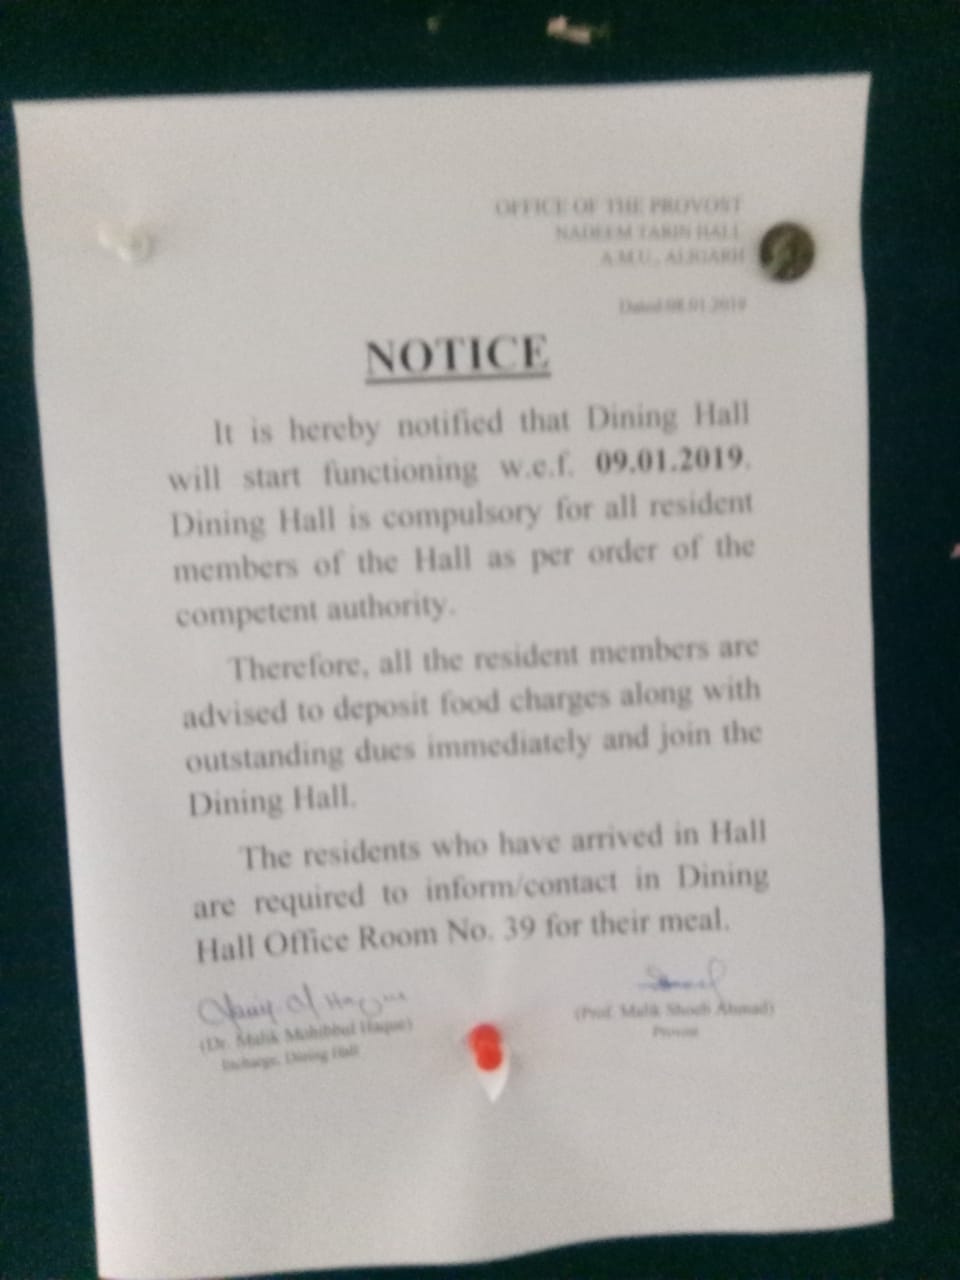 OFFICE OF THE PROVOST
NADEEM TARIN HALL
A.M.U., ALIGARH
Dated:08.01.2019
NOTICE
It is hereby notified that Dining Hall
will start functioning w.e.f. 09.01.2019.
Dining Hall is compulsory for all resident
members of the Hall as per order of the
competent authority.
Therefore, all the resident members are
advised to deposit food charges along with
outstanding dues immediately and join the
Dining Hall.
The residents who have arrived in Hall
are required to inform/contact in Dining
Hall Office Room No. 39 for their meal.
(Dr. Malik Mohibbul Haque)
Incharge, Dining Hall
(Prof. Malik Shoeb Ahmad)
Provost